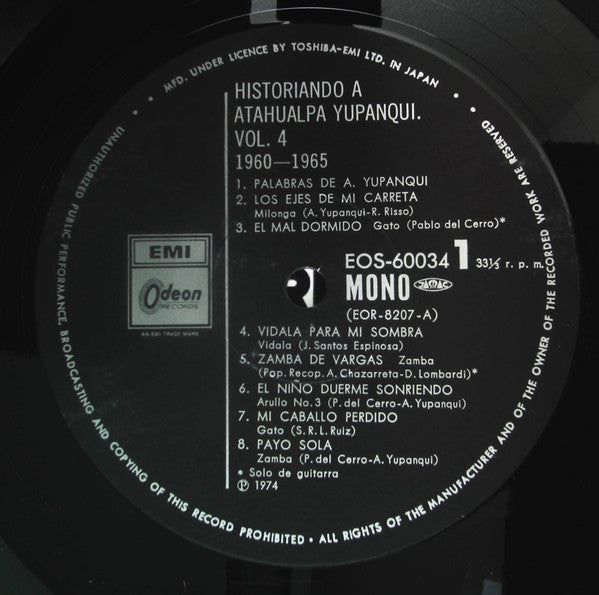 MFD. UNDER LICENCE BY TOSHIBA-EMI LTD. IN JAPAN
HISTORIANDO A
ATAHUALPA YUPANQUI.
VOL. 4
1960—1965
1. PALABRAS DE A. YUPANQUI
2. LOS EJES DE MI CARRETA
Milonga (A. Yupanqui-R. Risso)
3. EL MAL DORMIDO Gato (Pablo del Cerro)*
EMI
Odeon
RECORDS
AN EMI TRADE MARK
EOS-60034 1 33⅓ r. p. m.
MONO JASRAC
(EOR-8207-A)
4. VIDALA PARA MI SOMBRA
Vidala (J. Santos Espinosa)
5. ZAMBA DE VARGAS Zamba
(Pop. Recop. A. Chazarreta-D. Lombardi)*
6. EL NIÑO DUERME SONRIENDO
Arullo No. 3 (P. del Cerro-A. Yupanqui)
7. MI CABALLO PERDIDO
Gato (S. R. L. Ruiz)
8. PAYO SOLA
Zamba (P. del Cerro-A. Yupanqui)
* Solo de guitarra
Ⓟ 1974
UNAUTHORIZED PUBLIC PERFORMANCE, BROADCASTING AND COPYING OF THIS RECORD PROHIBITED • ALL RIGHTS OF THE MANUFACTURER AND OF THE OWNER OF THE RECORDED WORK ARE RESERVED